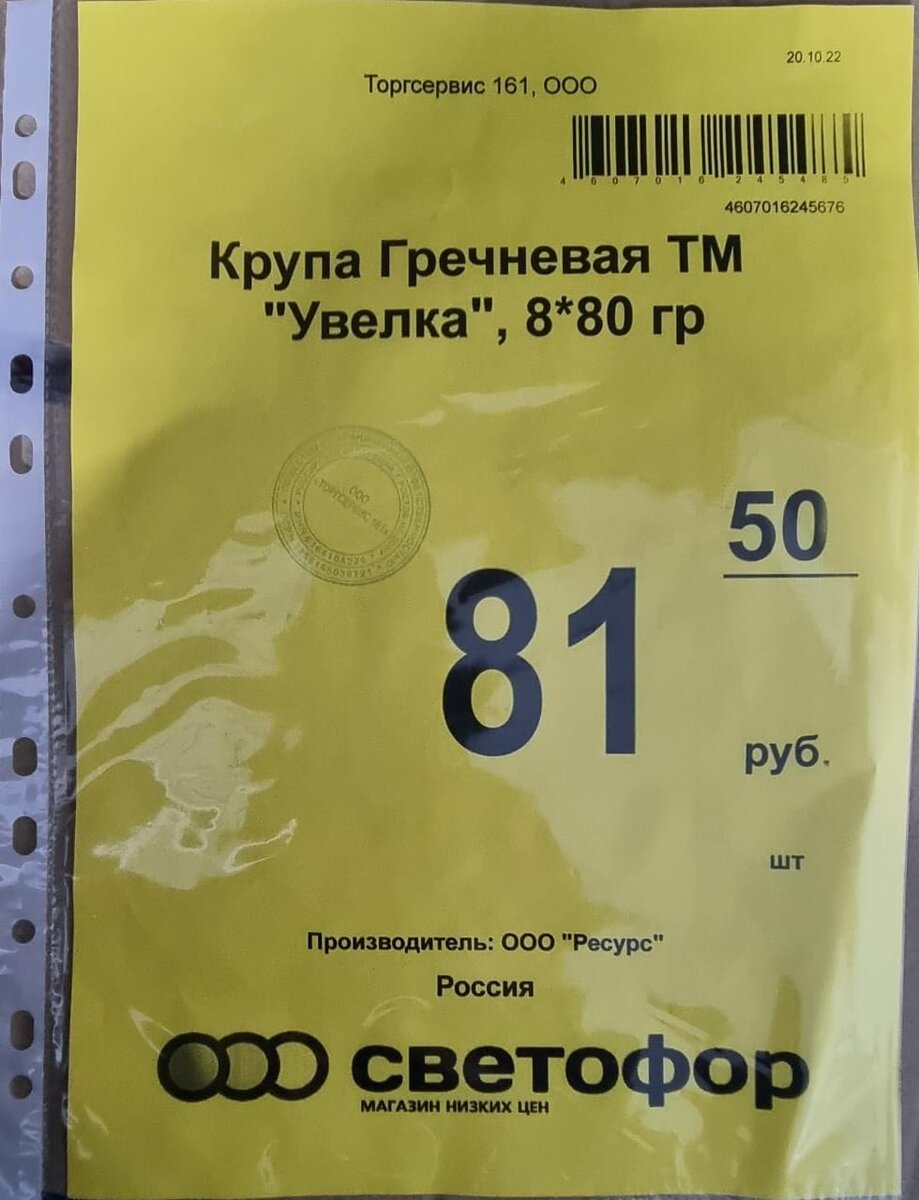 20.10.22
Торгсервис 161, ООО
4607016245485
4607016245676
Крупа Гречневая ТМ
"Увелка", 8*80 гр
ООО
50
81
руб.
шт
Производитель: ООО "Ресурс"
Россия
светофор
МАГАЗИН НИЗКИХ ЦЕН